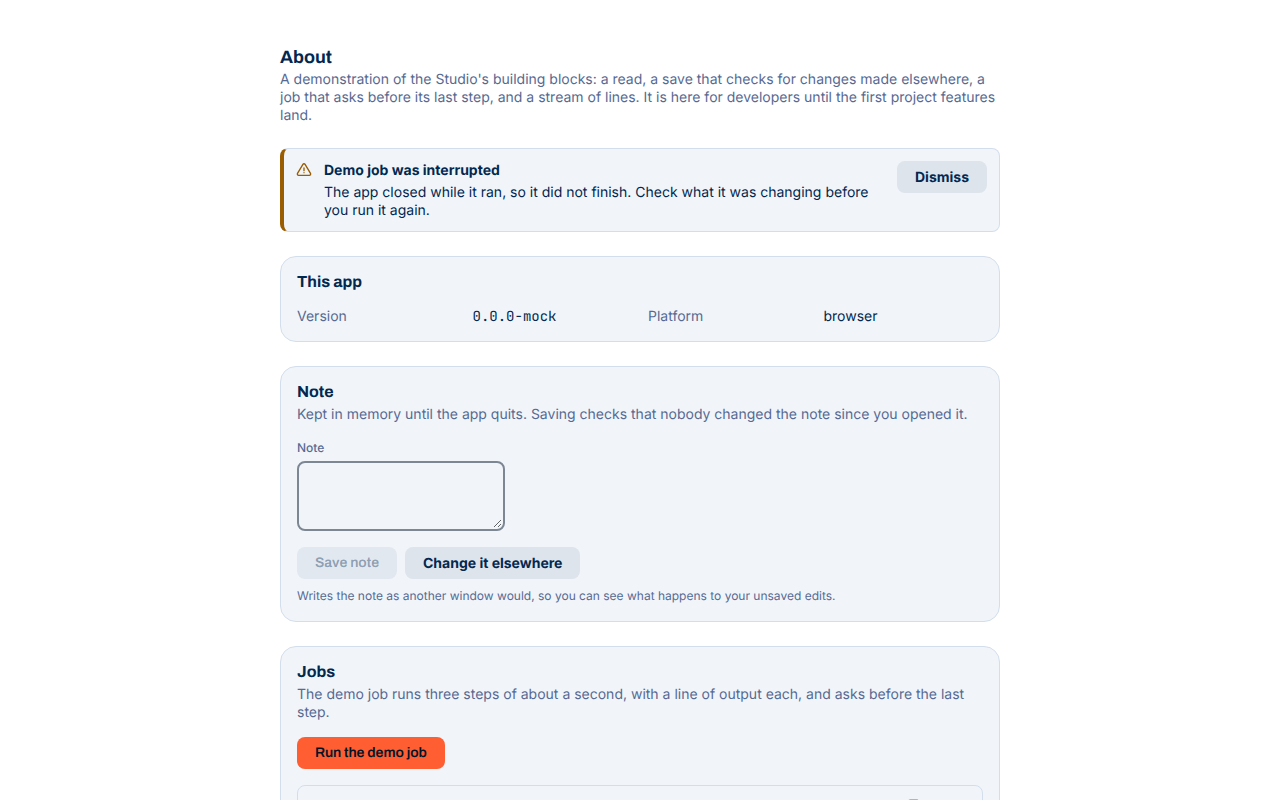 About
A demonstration of the Studio's building blocks: a read, a save that checks for changes made elsewhere, a
job that asks before its last step, and a stream of lines. It is here for developers until the first project features
land.
Demo job was interrupted
The app closed while it ran, so it did not finish. Check what it was changing before
you run it again.
Dismiss
This app
Version 0.0.0-mock Platform browser
Note
Kept in memory until the app quits. Saving checks that nobody changed the note since you opened it.
Note
Save note Change it elsewhere
Writes the note as another window would, so you can see what happens to your unsaved edits.
Jobs
The demo job runs three steps of about a second, with a line of output each, and asks before the last
step.
Run the demo job